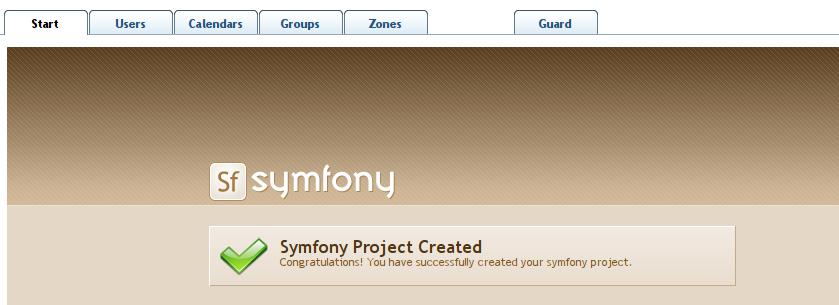 Start Users Calendars Groups Zones Guard
Sf symfony
Symfony Project Created
Congratulations! You have successfully created your symfony project.